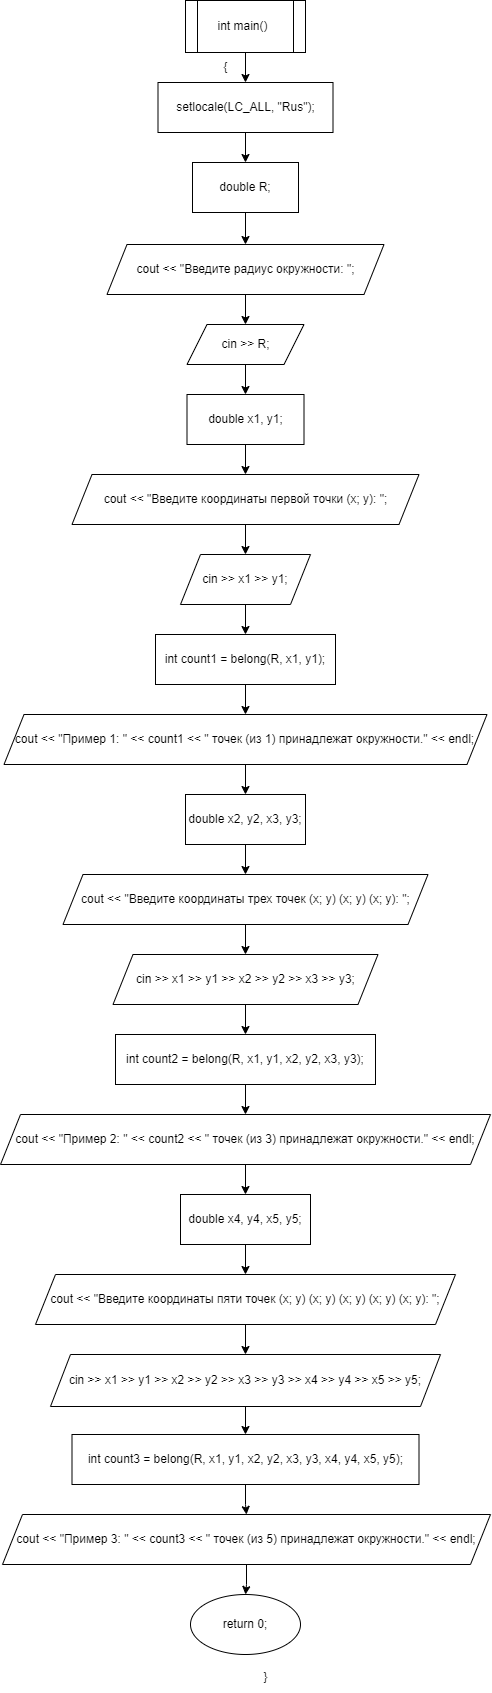 int main()
{
setlocale(LC_ALL, "Rus");
double R;
cout << "Введите радиус окружности: ";
cin >> R;
double x1, y1;
cout << "Введите координаты первой точки (x; y): ";
cin >> x1 >> y1;
int count1 = belong(R, x1, y1);
cout << "Пример 1: " << count1 << " точек (из 1) принадлежат окружности." << endl;
double x2, y2, x3, y3;
cout << "Введите координаты трех точек (x; y) (x; y) (x; y): ";
cin >> x1 >> y1 >> x2 >> y2 >> x3 >> y3;
int count2 = belong(R, x1, y1, x2, y2, x3, y3);
cout << "Пример 2: " << count2 << " точек (из 3) принадлежат окружности." << endl;
double x4, y4, x5, y5;
cout << "Введите координаты пяти точек (x; y) (x; y) (x; y) (x; y) (x; y): ";
cin >> x1 >> y1 >> x2 >> y2 >> x3 >> y3 >> x4 >> y4 >> x5 >> y5;
int count3 = belong(R, x1, y1, x2, y2, x3, y3, x4, y4, x5, y5);
cout << "Пример 3: " << count3 << " точек (из 5) принадлежат окружности." << endl;
return 0;
}